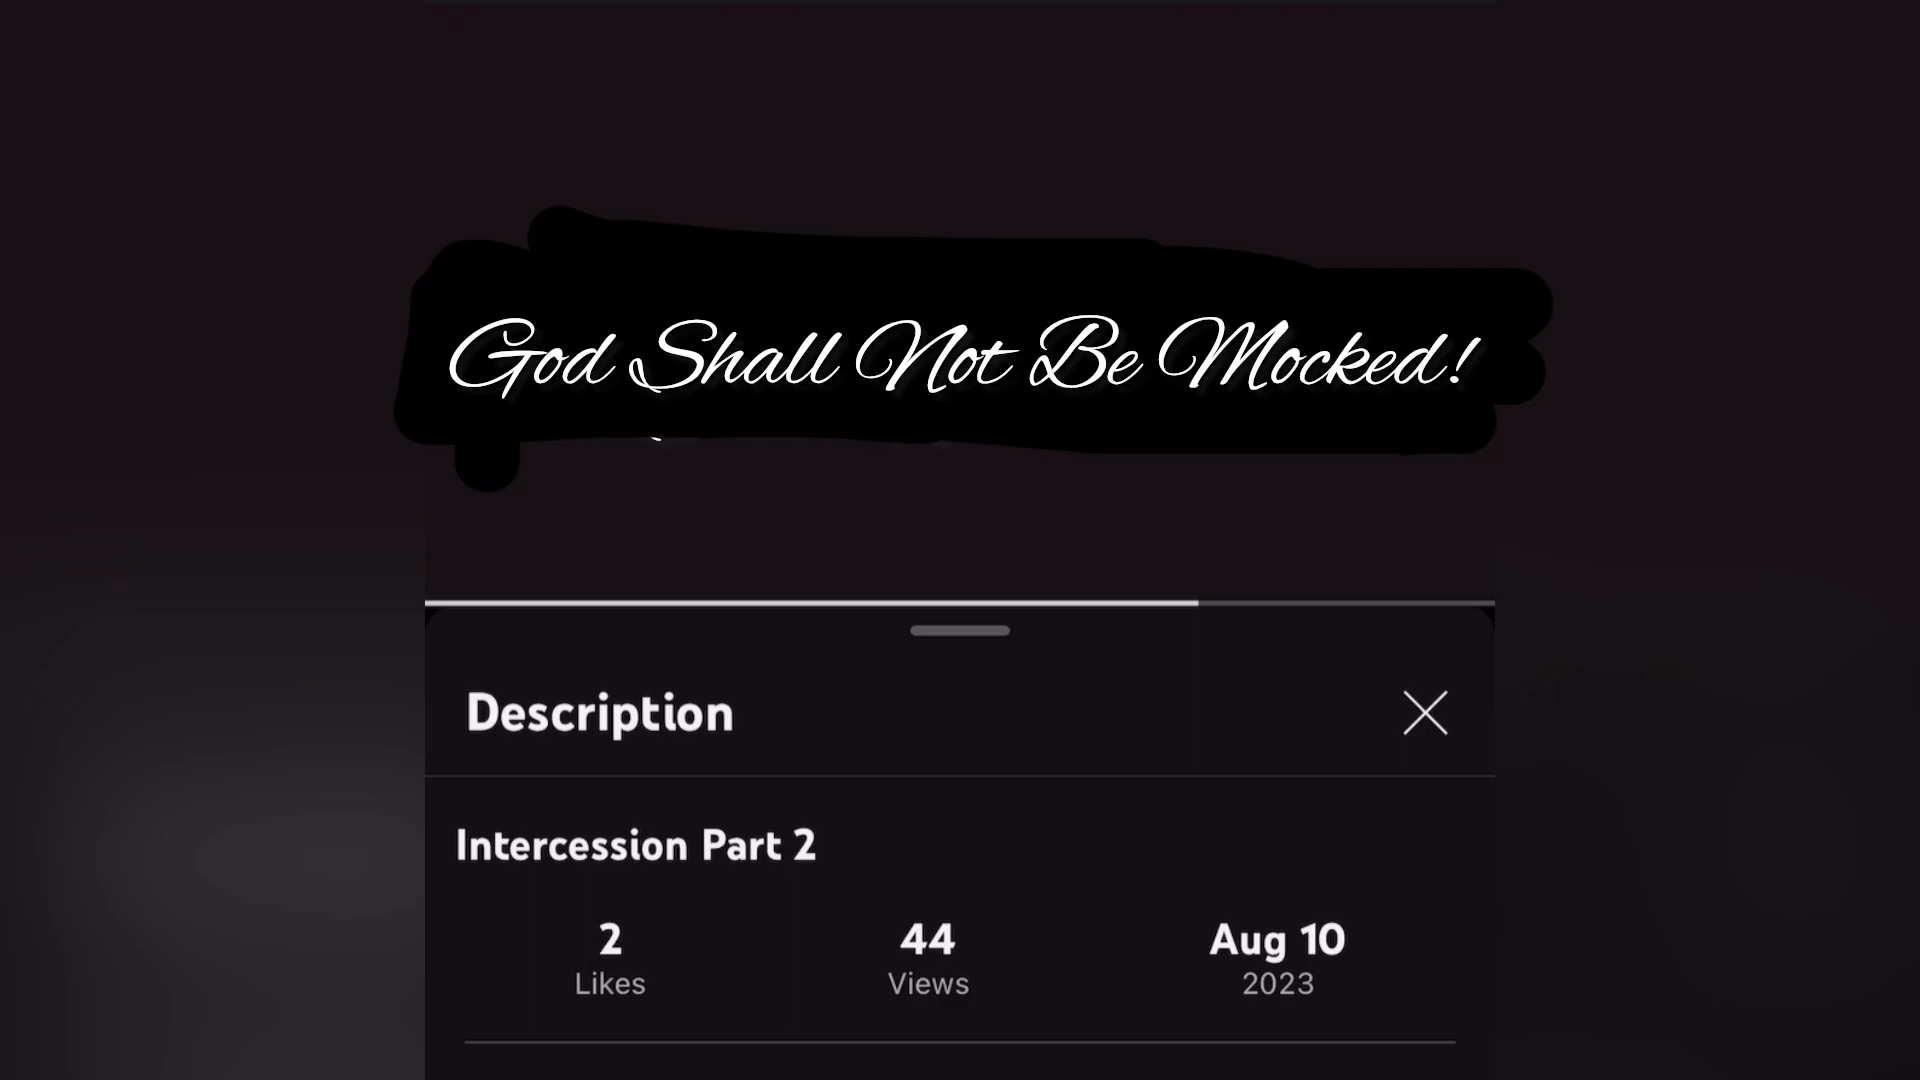 God Shall Not Be Mocked!
Description
Intercession Part 2
2 44 Aug 10
Likes Views 2023